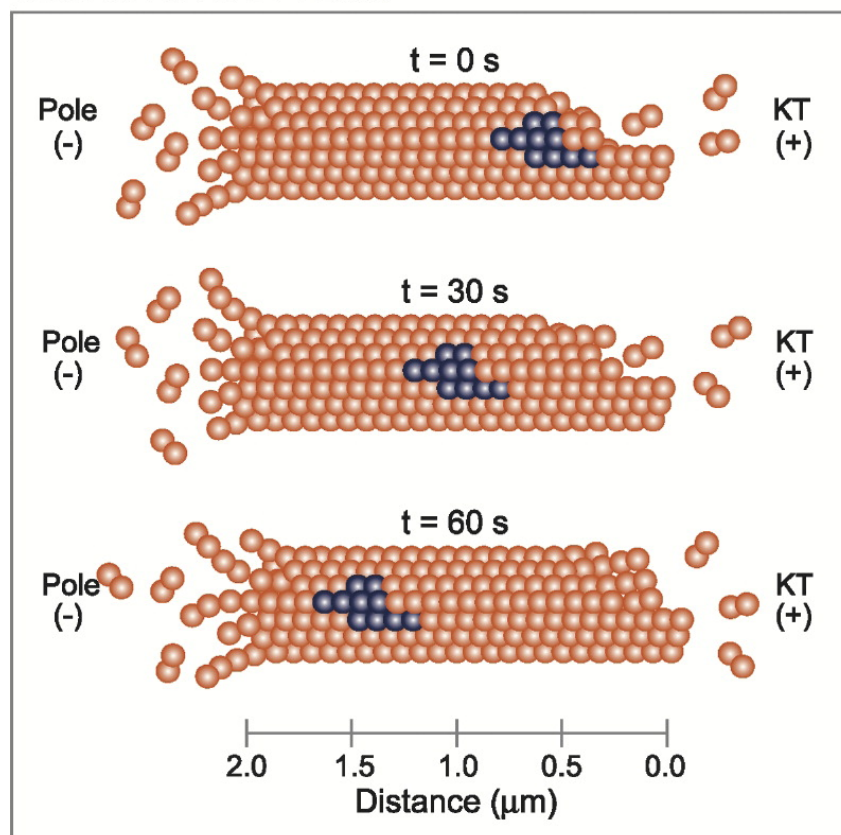 t = 0 s
Pole
(-)
KT
(+)
t = 30 s
Pole
(-)
KT
(+)
t = 60 s
Pole
(-)
KT
(+)
2.0 1.5 1.0 0.5 0.0
Distance (μm)